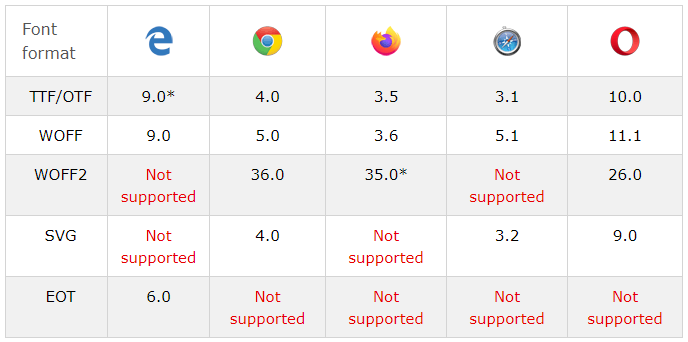 Font
format
TTF/OTF 9.0* 4.0 3.5 3.1 10.0
WOFF 9.0 5.0 3.6 5.1 11.1
WOFF2 Not supported 36.0 35.0* Not supported 26.0
SVG Not supported 4.0 Not supported 3.2 9.0
EOT 6.0 Not supported Not supported Not supported Not supported